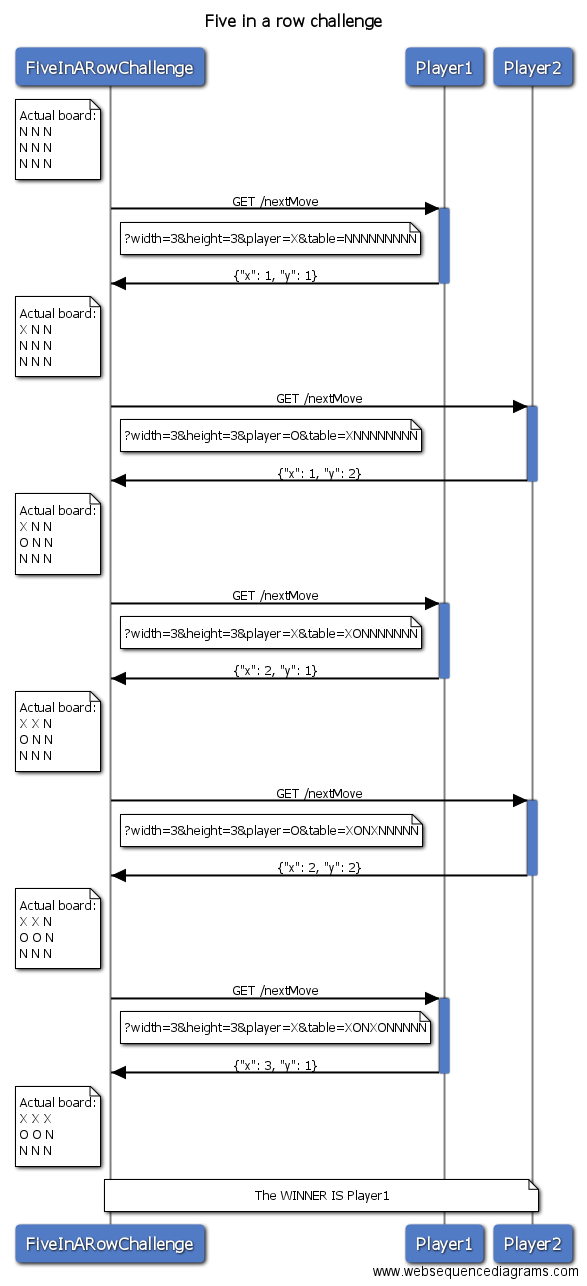 Five in a row challenge
FiveInARowChallenge
Player1
Player2
Actual board:
N N N
N N N
N N N
GET /nextMove
?width=3&height=3&player=X&table=NNNNNNNNN
{"x": 1, "y": 1}
Actual board:
X N N
N N N
N N N
GET /nextMove
?width=3&height=3&player=O&table=XNNNNNNNN
{"x": 1, "y": 2}
Actual board:
X N N
O N N
N N N
GET /nextMove
?width=3&height=3&player=X&table=XONNNNNNN
{"x": 2, "y": 1}
Actual board:
X X N
O N N
N N N
GET /nextMove
?width=3&height=3&player=O&table=XONXNNNNN
{"x": 2, "y": 2}
Actual board:
X X N
O O N
N N N
GET /nextMove
?width=3&height=3&player=X&table=XONXONNNNN
{"x": 3, "y": 1}
Actual board:
X X X
O O N
N N N
The WINNER IS Player1
FiveInARowChallenge
Player1
Player2
www.websequencediagrams.com